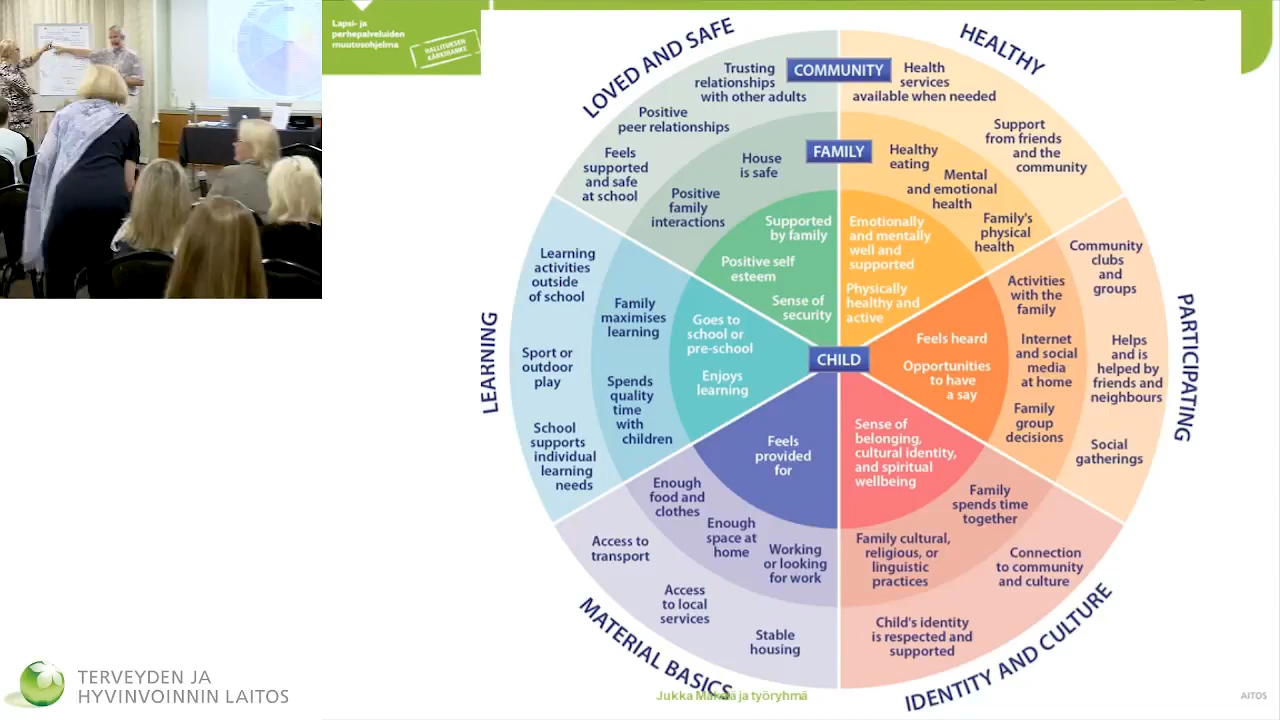 Lapsi- ja
perhepalveluiden
muutosohjelma
HALLITUKSEN
KÄRKIHANKE
LOVED AND SAFE
HEALTHY
PARTICIPATING
IDENTITY AND CULTURE
MATERIAL BASICS
LEARNING
COMMUNITY
FAMILY
CHILD
Trusting
relationships
with other adults
Positive
peer relationships
Feels
supported
and safe
at school
House
is safe
Positive
family
interactions
Supported
by family
Positive self
esteem
Sense of
security
Health
services
available when needed
Support
from friends
and the
community
Healthy
eating
Mental
and emotional
health
Family's
physical
health
Emotionally
and mentally
well and
supported
Physically
healthy and
active
Community
clubs
and
groups
Helps
and is
helped by
friends and
neighbours
Social
gatherings
Activities
with the
family
Internet
and social
media
at home
Family
group
decisions
Feels heard
Opportunities
to have
a say
Sense of
belonging,
cultural identity,
and spiritual
wellbeing
Family
spends time
together
Family cultural,
religious, or
linguistic
practices
Connection
to community
and culture
Child's identity
is respected and
supported
Feels
provided
for
Enough
food and
clothes
Enough
space at
home
Working
or looking
for work
Access to
transport
Access
to local
services
Stable
housing
Goes to
school or
pre-school
Enjoys
learning
Family
maximises
learning
Spends
quality
time
with
children
Learning
activities
outside
of school
Sport or
outdoor
play
School
supports
individual
learning
needs
Jukka Mäkelä ja työryhmä
AITOS
TERVEYDEN JA
HYVINVOINNIN LAITOS